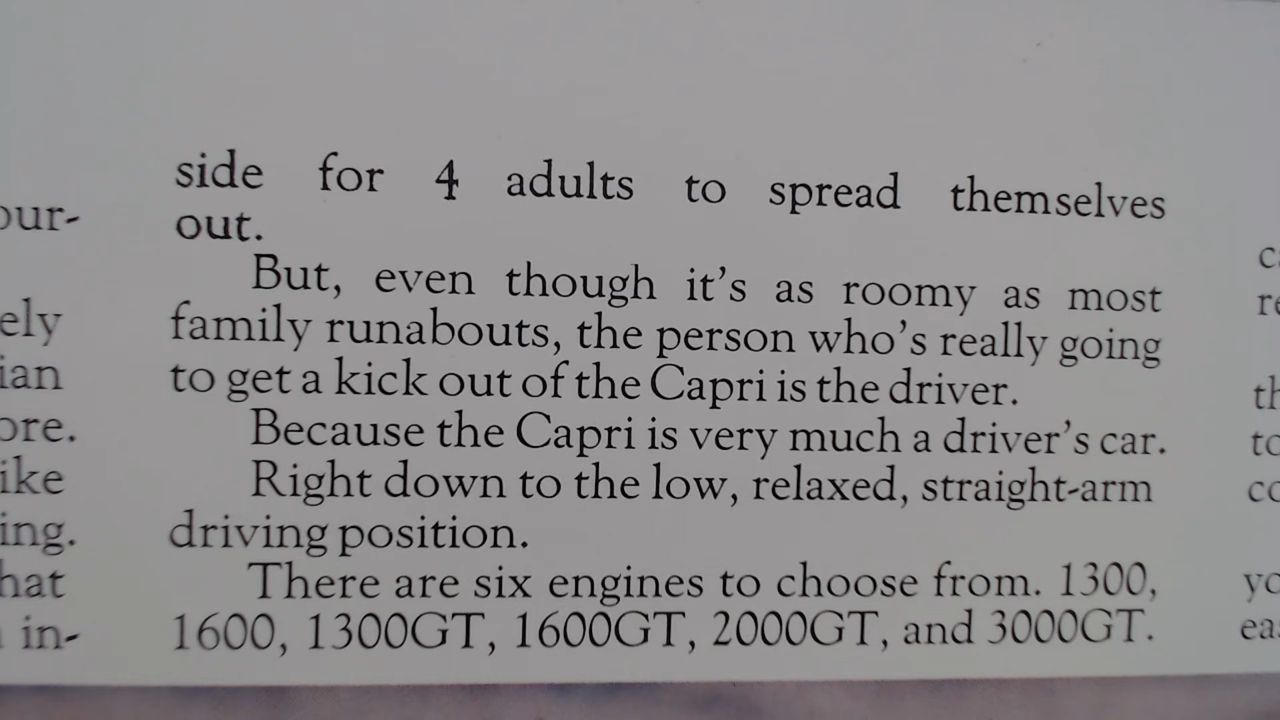 side for 4 adults to spread themselves
out.
But, even though it's as roomy as most
family runabouts, the person who's really going
to get a kick out of the Capri is the driver.
Because the Capri is very much a driver's car.
Right down to the low, relaxed, straight-arm
driving position.
There are six engines to choose from. 1300,
1600, 1300GT, 1600GT, 2000GT, and 3000GT.